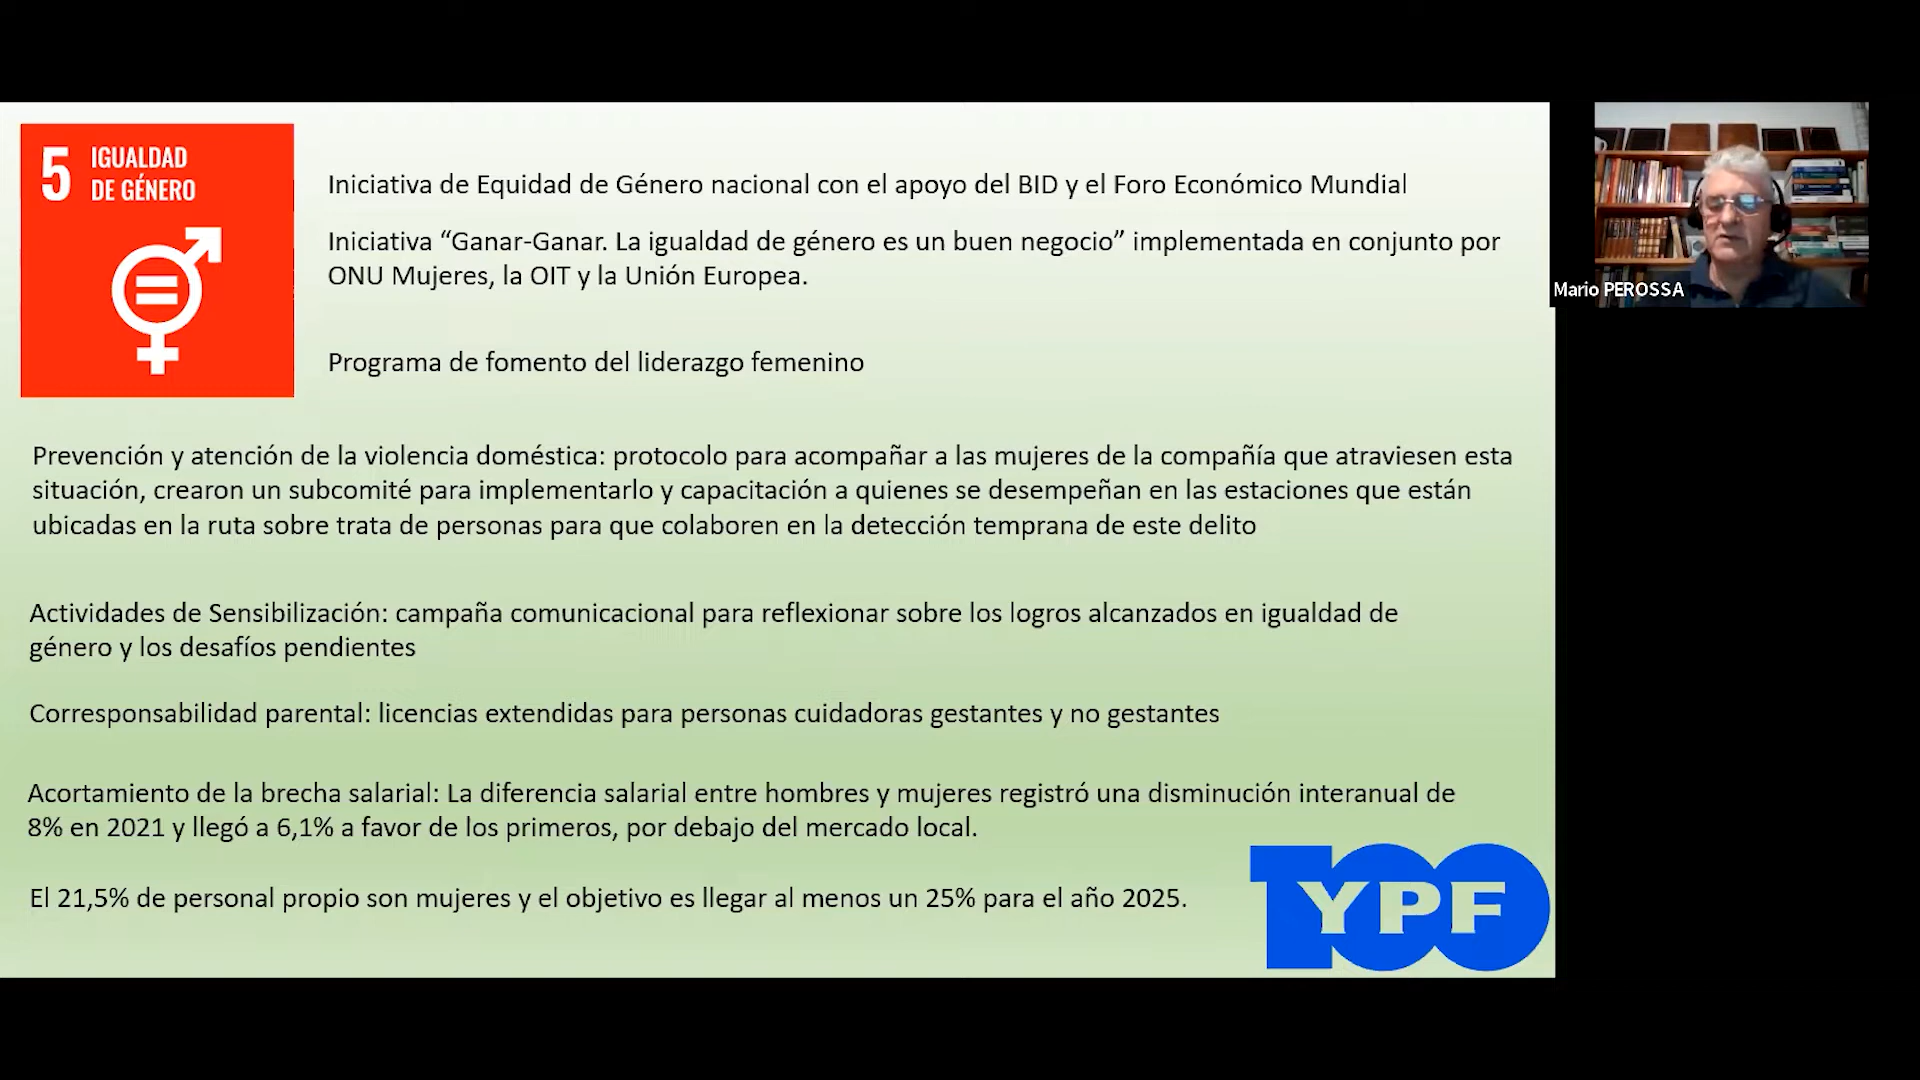 5 IGUALDAD
DE GÉNERO
Iniciativa de Equidad de Género nacional con el apoyo del BID y el Foro Económico Mundial
Iniciativa “Ganar-Ganar. La igualdad de género es un buen negocio” implementada en conjunto por
ONU Mujeres, la OIT y la Unión Europea.
Programa de fomento del liderazgo femenino
Prevención y atención de la violencia doméstica: protocolo para acompañar a las mujeres de la compañía que atraviesen esta
situación, crearon un subcomité para implementarlo y capacitación a quienes se desempeñan en las estaciones que están
ubicadas en la ruta sobre trata de personas para que colaboren en la detección temprana de este delito
Actividades de Sensibilización: campaña comunicacional para reflexionar sobre los logros alcanzados en igualdad de
género y los desafíos pendientes
Corresponsabilidad parental: licencias extendidas para personas cuidadoras gestantes y no gestantes
Acortamiento de la brecha salarial: La diferencia salarial entre hombres y mujeres registró una disminución interanual de
8% en 2021 y llegó a 6,1% a favor de los primeros, por debajo del mercado local.
El 21,5% de personal propio son mujeres y el objetivo es llegar al menos un 25% para el año 2025.
100
YPF
Mario PEROSSA